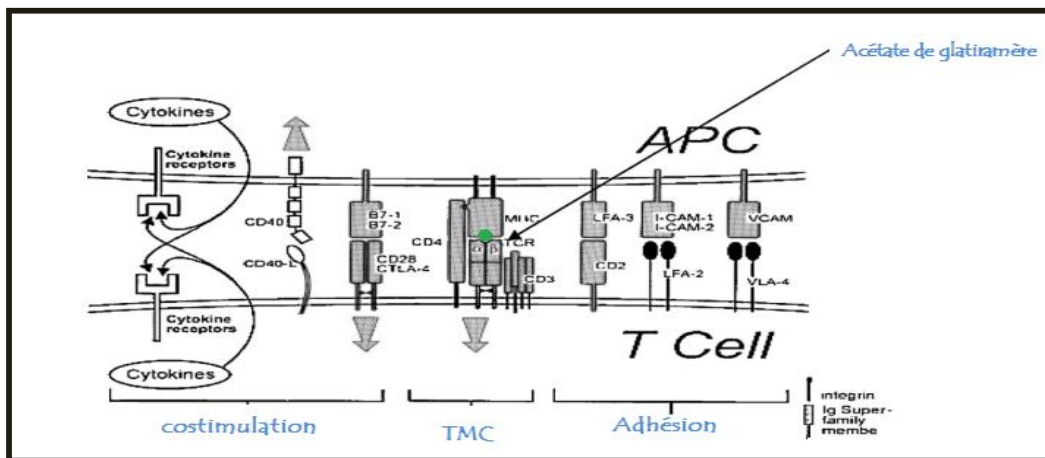 Acétate de glatiramère
Cytokines
APC
Cytokine
receptors
CD40
CD40-L
B7-1
B7-2
CD28
CTLA-4
CD4
MHC
α β
TCR
CD3
LFA-3
CD2
I-CAM-1
I-CAM-2
LFA-2
VCAM
VLA-4
Cytokine
receptors
T Cell
Cytokines
costimulation
TMC
Adhésion
integrin
Ig Super-
family
membe